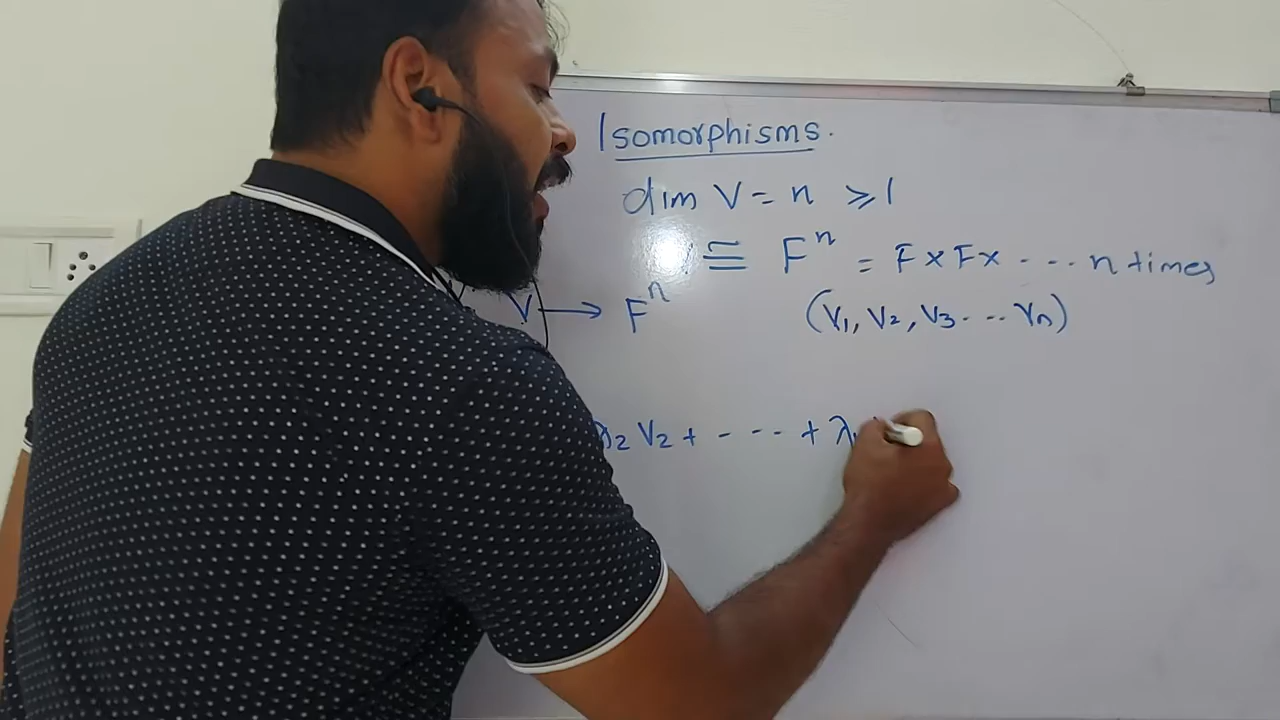 Isomorphisms.
dim V = n ⩾ 1
≅ Fⁿ = F × F × .... n times
V → Fⁿ (v₁, v₂, v₃ .... vₙ)
λ₂ v₂ + - - - - + λ